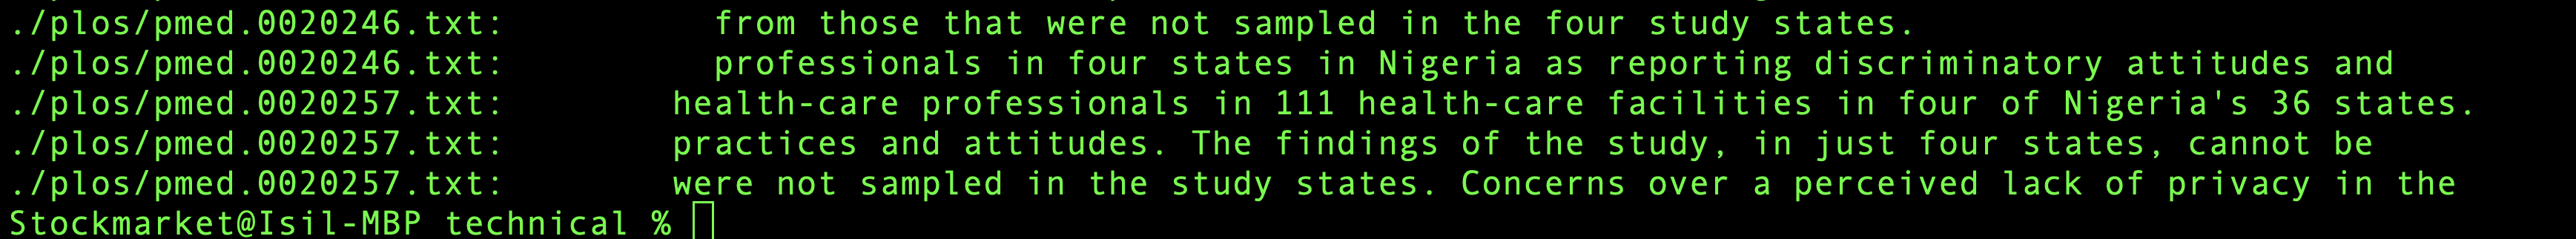 ./plos/pmed.0020246.txt:          from those that were not sampled in the four study states.
./plos/pmed.0020246.txt:          professionals in four states in Nigeria as reporting discriminatory attitudes and
./plos/pmed.0020257.txt:        health-care professionals in 111 health-care facilities in four of Nigeria's 36 states.
./plos/pmed.0020257.txt:        practices and attitudes. The findings of the study, in just four states, cannot be
./plos/pmed.0020257.txt:        were not sampled in the study states. Concerns over a perceived lack of privacy in the
Stockmarket@Isil-MBP technical %